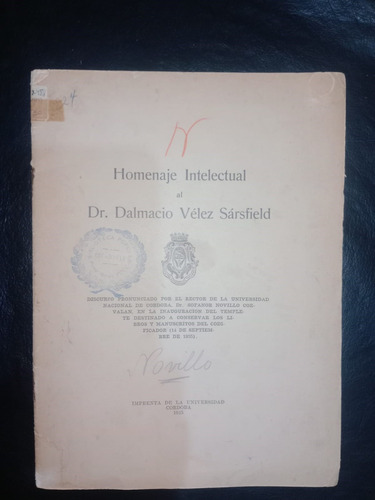 24
Homenaje Intelectual
al
Dr. Dalmacio Vélez Sársfield
DISCURSO PRONUNCIADO POR EL RECTOR DE LA UNIVERSIDAD
NACIONAL DE CORDOBA, Dr. SOFANOR NOVILLO COR-
VALAN, EN LA INAUGURACION DEL TEMPLE-
TE DESTINADO A CONSERVAR LOS LI-
BROS Y MANUSCRITOS DEL CODI-
FICADOR (14 DE SEPTIEM-
BRE DE
Novillo
IMPRENTA DE LA UNIVERSIDAD
CORDOBA